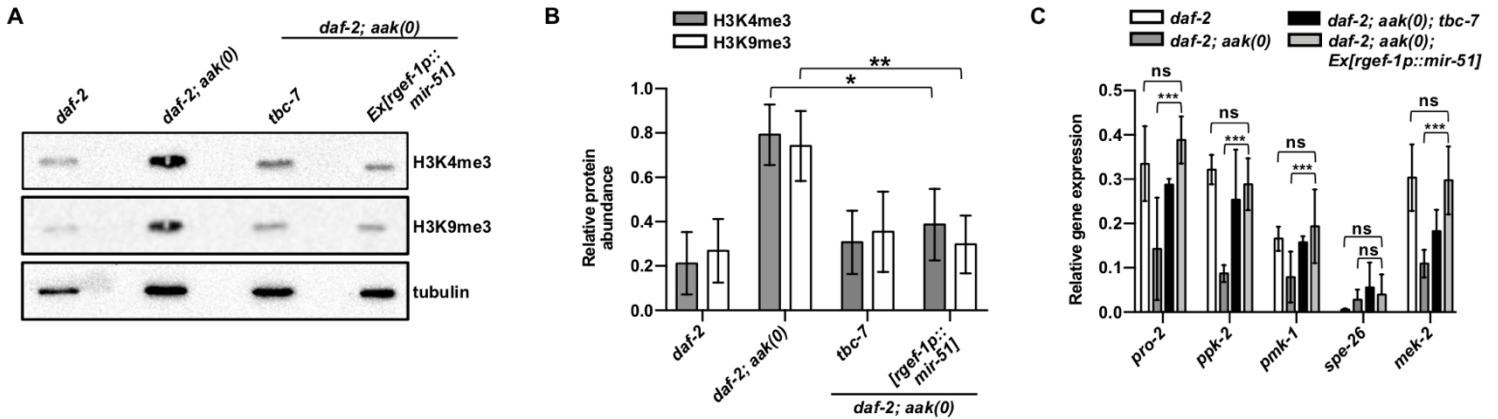 A
daf-2; aak(0)
daf-2
daf-2; aak(0)
tbc-7
Ex[rgef-1p::
mir-51]
H3K4me3
H3K9me3
tubulin
B
H3K4me3
H3K9me3
**
*
Relative protein
abundance
1.0
0.8
0.6
0.4
0.2
0.0
daf-2
daf-2; aak(0)
tbc-7
[rgef-1p::
mir-51]
daf-2; aak(0)
C
daf-2
daf-2; aak(0)
daf-2; aak(0); tbc-7
daf-2; aak(0);
Ex[rgef-1p::mir-51]
Relative gene expression
0.5
0.4
0.3
0.2
0.1
0.0
ns
***
ns
***
ns
***
ns
ns
ns
***
pro-2
ppk-2
pmk-1
spe-26
mek-2